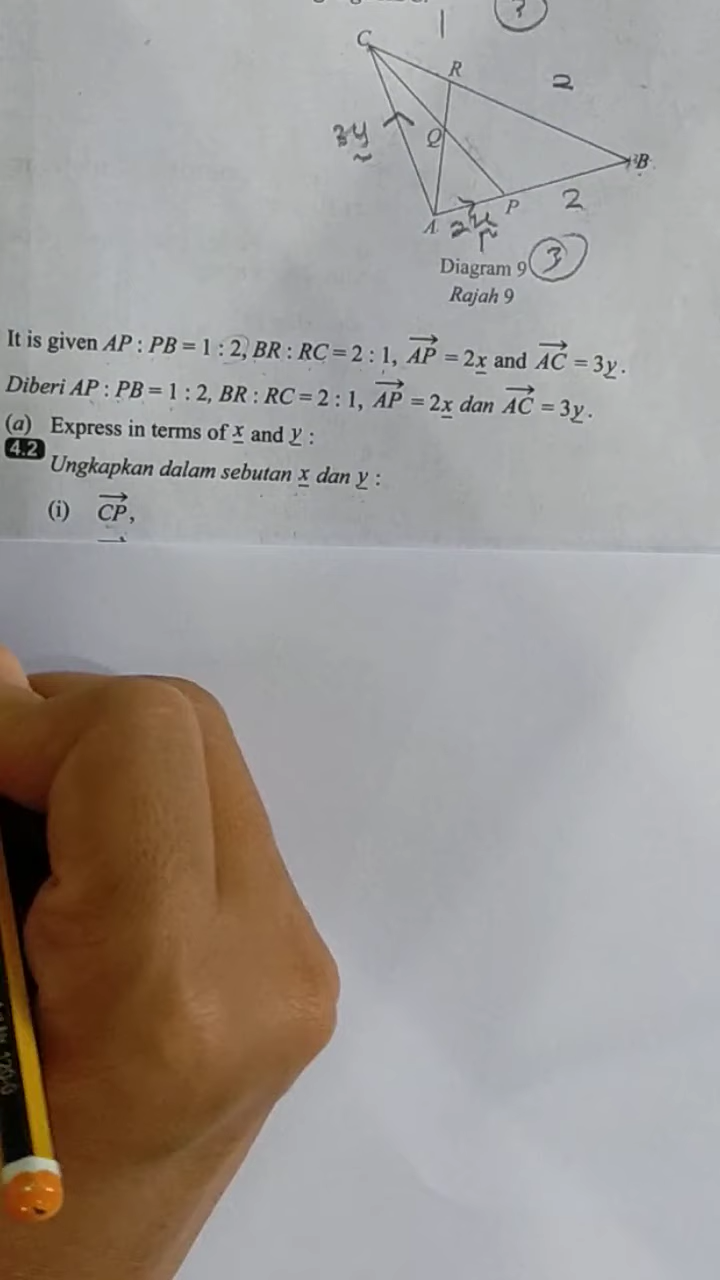 ?
C
1
R
2
3y
Q
B
P
2
A
2x
Diagram 9
3
Rajah 9
It is given AP : PB = 1 : 2, BR : RC = 2 : 1, AP = 2x and AC = 3y.
Diberi AP : PB = 1 : 2, BR : RC = 2 : 1, AP = 2x dan AC = 3y.
(a) Express in terms of x and y :
4.2
Ungkapkan dalam sebutan x dan y :
(i) CP,